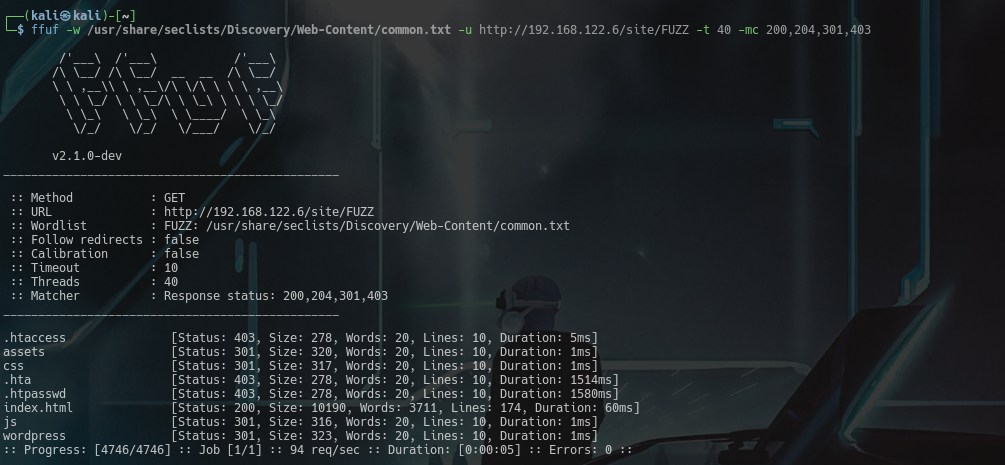 ┌──(kali㉿kali)-[~]
└─$ ffuf -w /usr/share/seclists/Discovery/Web-Content/common.txt -u http://192.168.122.6/site/FUZZ -t 40 -mc 200,204,301,403
        /'___\  /'___\           /'___\
       /\ \__/ /\ \__/  __  __  /\ \__/
       \ \ ,__\\ \ ,__\/\ \/\ \ \ \ ,__\
        \ \ \_/ \ \ \_/\ \ \_\ \ \ \ \_/
         \ \_\   \ \_\  \ \____/  \ \_\
          \/_/    \/_/   \/___/    \/_/
       v2.1.0-dev
________________________________________________
 :: Method           : GET
 :: URL              : http://192.168.122.6/site/FUZZ
 :: Wordlist         : FUZZ: /usr/share/seclists/Discovery/Web-Content/common.txt
 :: Follow redirects : false
 :: Calibration      : false
 :: Timeout          : 10
 :: Threads          : 40
 :: Matcher          : Response status: 200,204,301,403
________________________________________________
.htaccess               [Status: 403, Size: 278, Words: 20, Lines: 10, Duration: 5ms]
assets                  [Status: 301, Size: 320, Words: 20, Lines: 10, Duration: 1ms]
css                     [Status: 301, Size: 317, Words: 20, Lines: 10, Duration: 1ms]
.hta                    [Status: 403, Size: 278, Words: 20, Lines: 10, Duration: 1514ms]
.htpasswd               [Status: 403, Size: 278, Words: 20, Lines: 10, Duration: 1580ms]
index.html              [Status: 200, Size: 10190, Words: 3711, Lines: 174, Duration: 60ms]
js                      [Status: 301, Size: 316, Words: 20, Lines: 10, Duration: 1ms]
wordpress               [Status: 301, Size: 323, Words: 20, Lines: 10, Duration: 1ms]
:: Progress: [4746/4746] :: Job [1/1] :: 94 req/sec :: Duration: [0:00:05] :: Errors: 0 ::